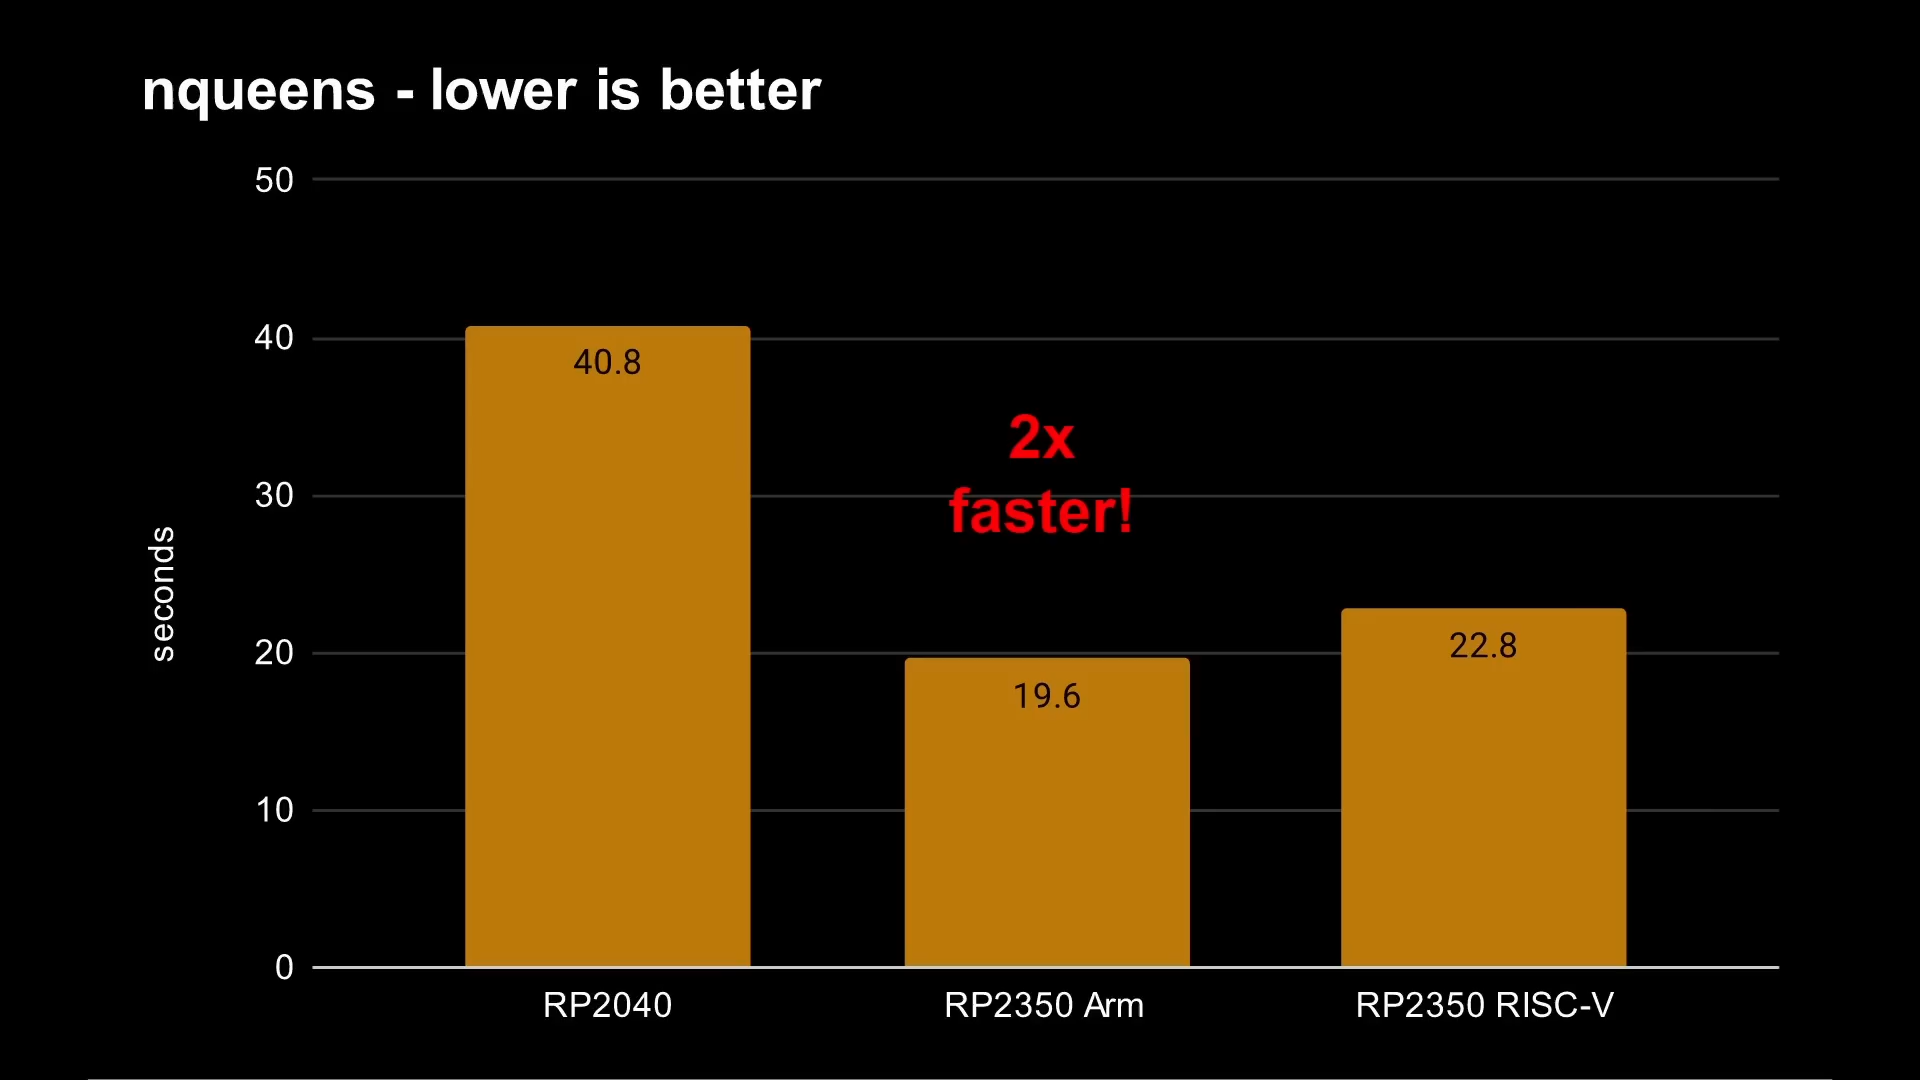 nqueens - lower is better
50
40
30
20
10
0
seconds
40.8
2x
faster!
19.6
22.8
RP2040
RP2350 Arm
RP2350 RISC-V